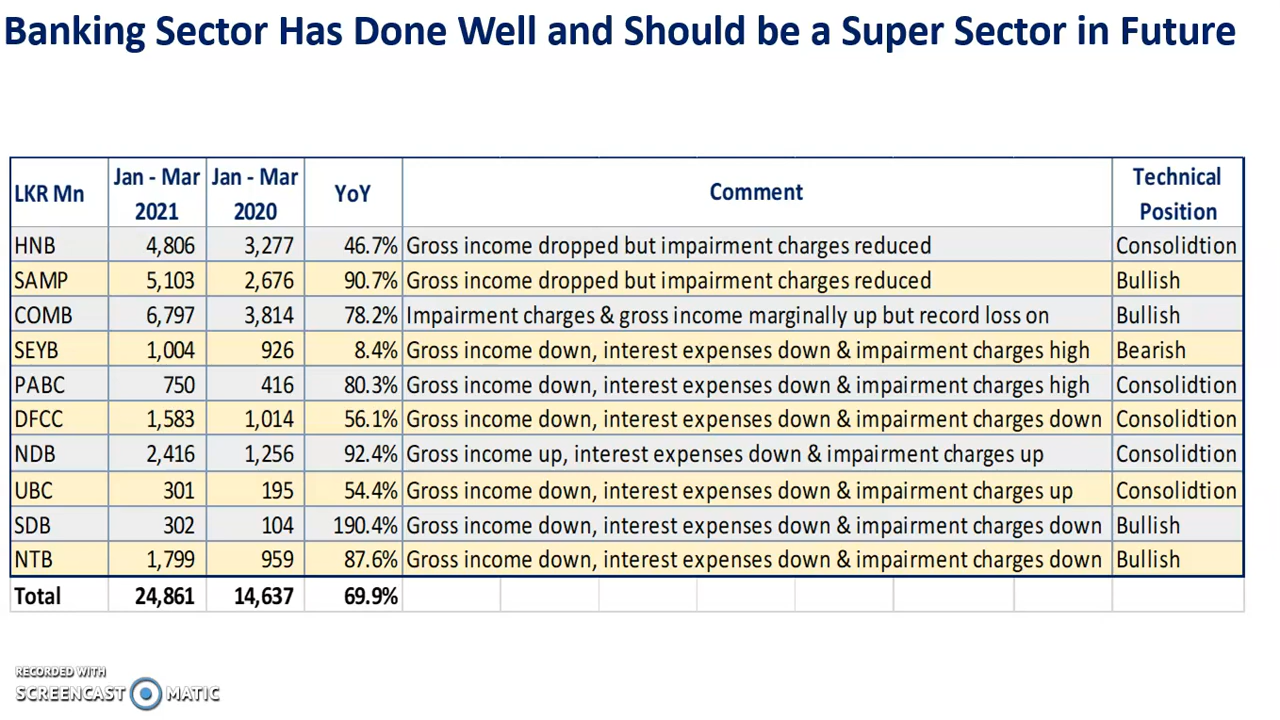 Banking Sector Has Done Well and Should be a Super Sector in Future
LKR Mn Jan - Mar 2021 Jan - Mar 2020 YoY Comment Technical Position
HNB 4,806 3,277 46.7% Gross income dropped but impairment charges reduced Consolidtion
SAMP 5,103 2,676 90.7% Gross income dropped but impairment charges reduced Bullish
COMB 6,797 3,814 78.2% Impairment charges & gross income marginally up but record loss on Bullish
SEYB 1,004 926 8.4% Gross income down, interest expenses down & impairment charges high Bearish
PABC 750 416 80.3% Gross income down, interest expenses down & impairment charges high Consolidtion
DFCC 1,583 1,014 56.1% Gross income down, interest expenses down & impairment charges down Consolidtion
NDB 2,416 1,256 92.4% Gross income up, interest expenses down & impairment charges up Consolidtion
UBC 301 195 54.4% Gross income down, interest expenses down & impairment charges up Consolidtion
SDB 302 104 190.4% Gross income down, interest expenses down & impairment charges down Bullish
NTB 1,799 959 87.6% Gross income down, interest expenses down & impairment charges down Bullish
Total 24,861 14,637 69.9%
RECORDED WITH
SCREENCAST MATIC